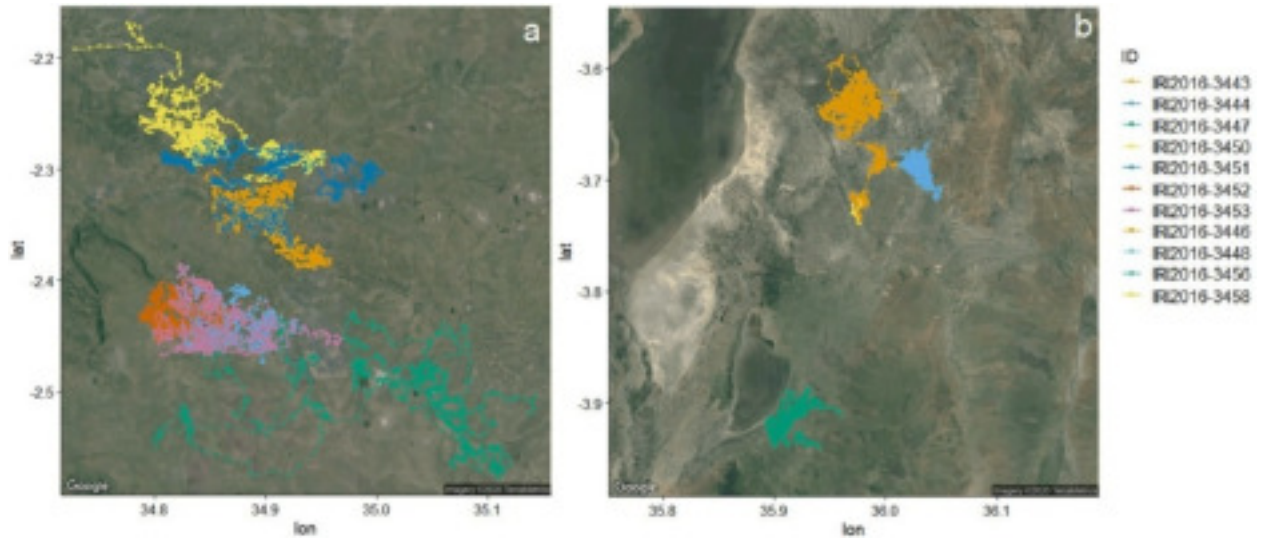 a
b
-2.2
-2.3
-2.4
-2.5
lat
34.8
34.9
35.0
35.1
lon
Google
-3.6
-3.7
-3.8
-3.9
lat
35.8
35.9
36.0
36.1
lon
Google
ID
IRI2016-3443
IRI2016-3444
IRI2016-3447
IRI2016-3450
IRI2016-3451
IRI2016-3452
IRI2016-3453
IRI2016-3446
IRI2016-3448
IRI2016-3456
IRI2016-3458